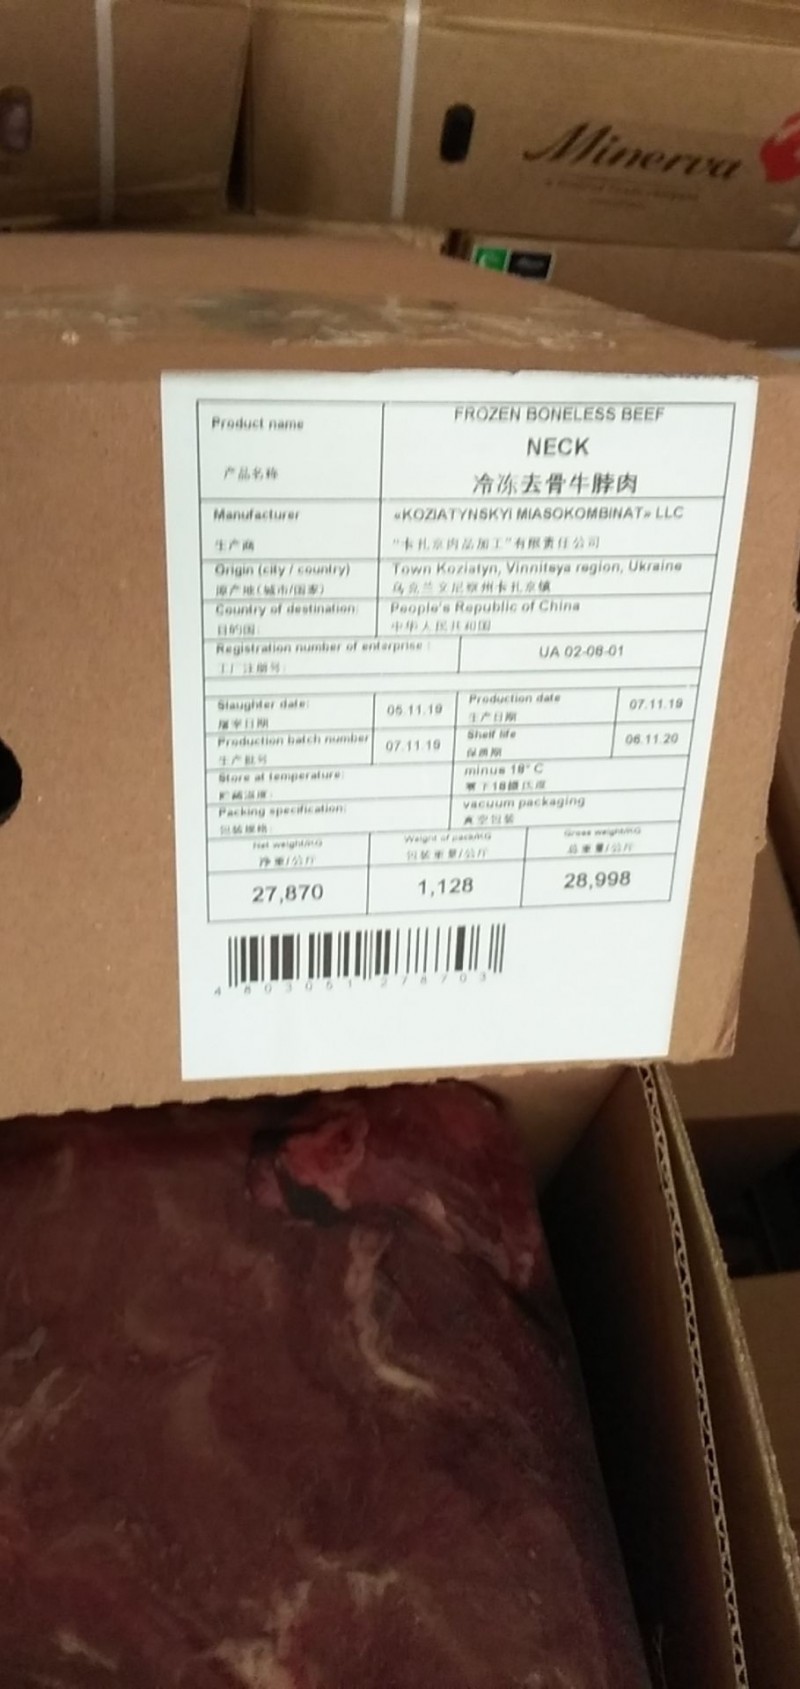 Minerva
Product name
产品名称
FROZEN BONELESS BEEF
NECK
冷冻去骨牛脖肉
Manufacturer
生产商
«KOZIATYNSKYI MIASOKOMBINAT» LLC
"卡扎京肉品加工"有限责任公司
Origin (city / country)
原产地(城市/国家)
Town Koziatyn, Vinnitsya region, Ukraine
乌克兰文尼察州卡扎京镇
Country of destination:
目的国:
People's Republic of China
中华人民共和国
Registration number of enterprise :
工厂注册号:
UA 02-08-01
Slaughter date:
屠宰日期
05.11.19
Production date
生产日期
07.11.19
Production batch number
生产批号
07.11.19
Shelf life
保质期
06.11.20
Store at temperature:
贮藏温度:
minus 18° C
零下18摄氏度
Packing specification:
包装规格:
vacuum packaging
真空包装
Net weight/KG
净重/公斤
Weight of pack/KG
包装重量/公斤
Gross weight/KG
总重量/公斤
27,870
1,128
28,998
4 803051 278703